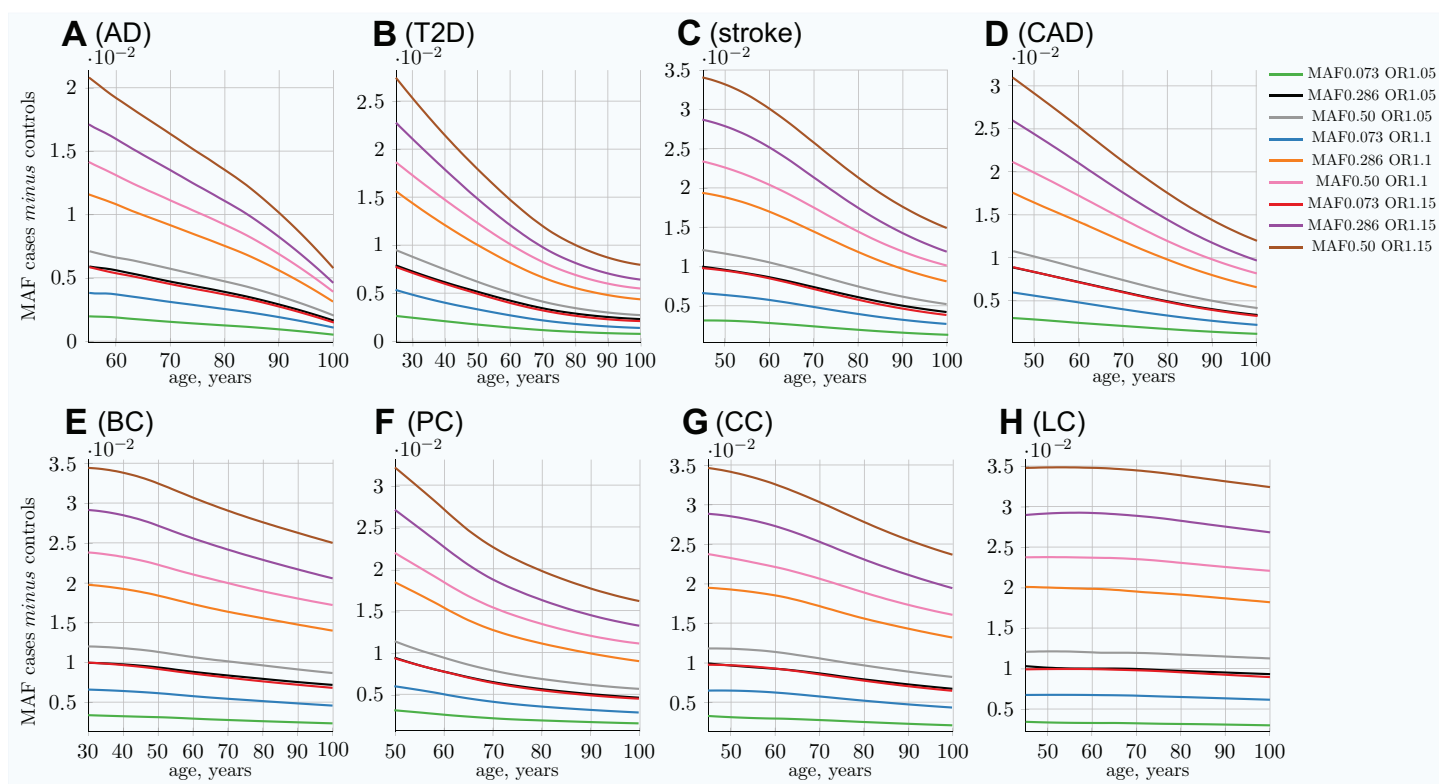 A (AD)
·10⁻²
MAF cases minus controls
2
1.5
1
0.5
0
60 70 80 90 100
age, years
B (T2D)
·10⁻²
2.5
2
1.5
1
0.5
0
30 40 50 60 70 80 90 100
age, years
C (stroke)
·10⁻²
3.5
3
2.5
2
1.5
1
0.5
50 60 70 80 90 100
age, years
D (CAD)
·10⁻²
3
2.5
2
1.5
1
0.5
50 60 70 80 90 100
age, years
MAF0.073 OR1.05
MAF0.286 OR1.05
MAF0.50 OR1.05
MAF0.073 OR1.1
MAF0.286 OR1.1
MAF0.50 OR1.1
MAF0.073 OR1.15
MAF0.286 OR1.15
MAF0.50 OR1.15
E (BC)
·10⁻²
MAF cases minus controls
3.5
3
2.5
2
1.5
1
0.5
30 40 50 60 70 80 90 100
age, years
F (PC)
·10⁻²
3
2.5
2
1.5
1
0.5
50 60 70 80 90 100
age, years
G (CC)
·10⁻²
3.5
3
2.5
2
1.5
1
0.5
50 60 70 80 90 100
age, years
H (LC)
·10⁻²
3.5
3
2.5
2
1.5
1
0.5
50 60 70 80 90 100
age, years